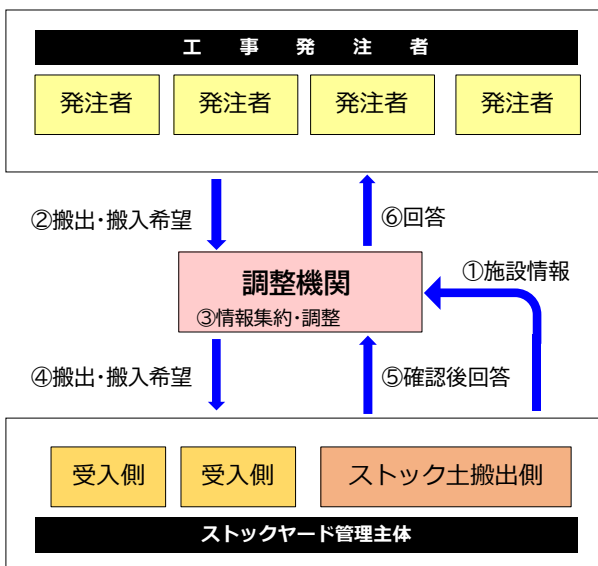 工事発注者
発注者 発注者 発注者 発注者
②搬出・搬入希望 ⑥回答
①施設情報
調整機関
③情報集約・調整
④搬出・搬入希望 ⑤確認後回答
受入側 受入側 ストック土搬出側
ストックヤード管理主体